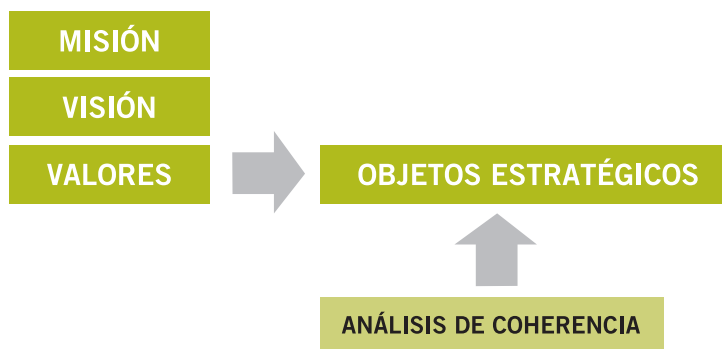 MISIÓN
VISIÓN
VALORES
OBJETOS ESTRATÉGICOS
ANÁLISIS DE COHERENCIA